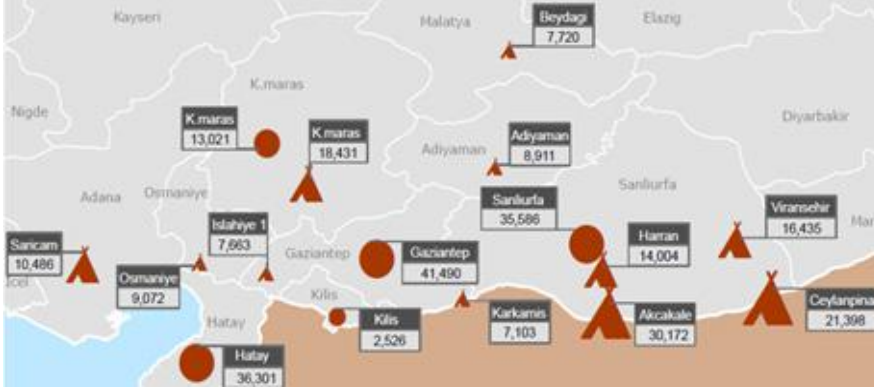 Kayseri
Malatya
Beydagi
7,720
Elazig
K.maras
Nigde
K.maras
13,021
K.maras
18,431
Adiyaman
Adiyaman
8,911
Diyarbakir
Adana
Osmaniye
Sanliurfa
Sanliurfa
35,586
Viransehir
16,435
Mar
Islahiye 1
7,663
Saricam
10,486
Gaziantep
Gaziantep
41,490
Harran
14,004
Osmaniye
9,072
Icel
Kilis
Kilis
2,526
Karkamis
7,103
Akcakale
30,172
Ceylanpina
21,398
Hatay
Hatay
36,301